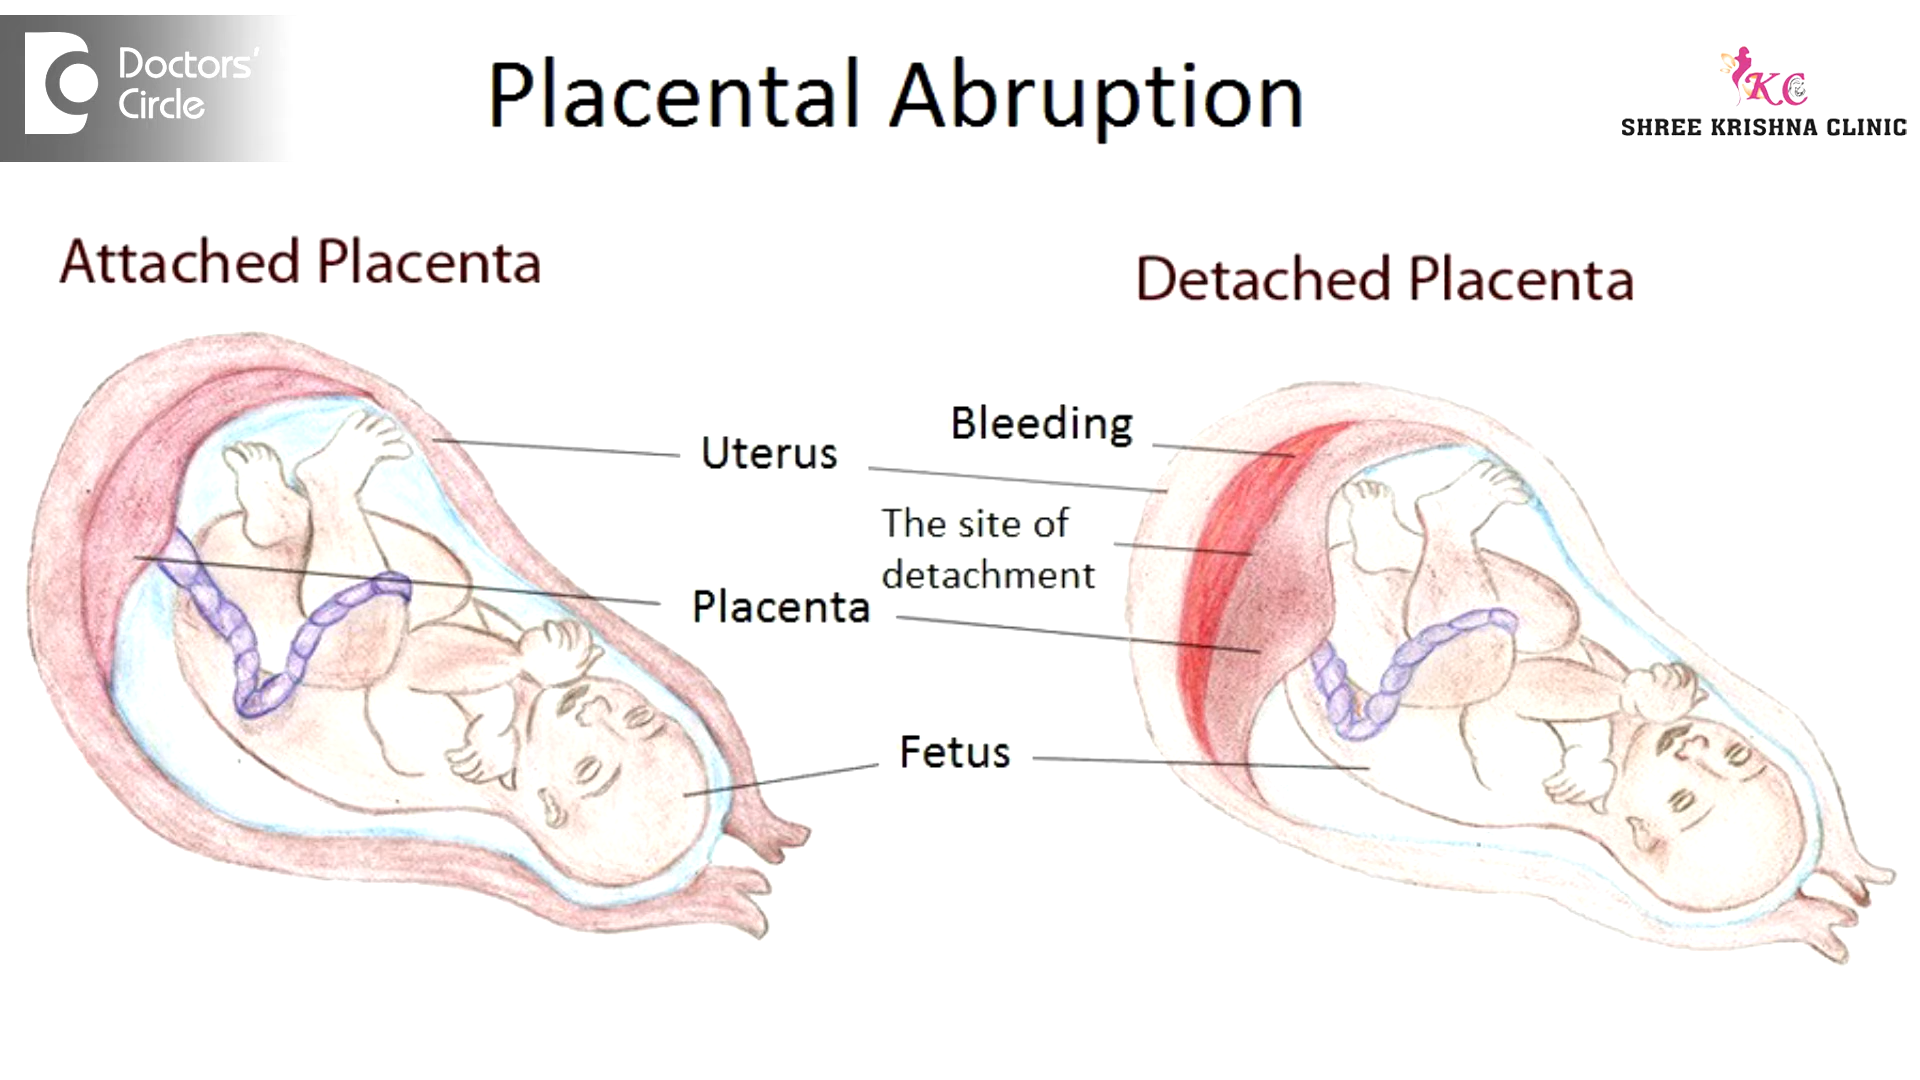 Doctors'
Circle
Placental Abruption
KC
SHREE KRISHNA CLINIC
Attached Placenta
Detached Placenta
Bleeding
Uterus
The site of
detachment
Placenta
Fetus